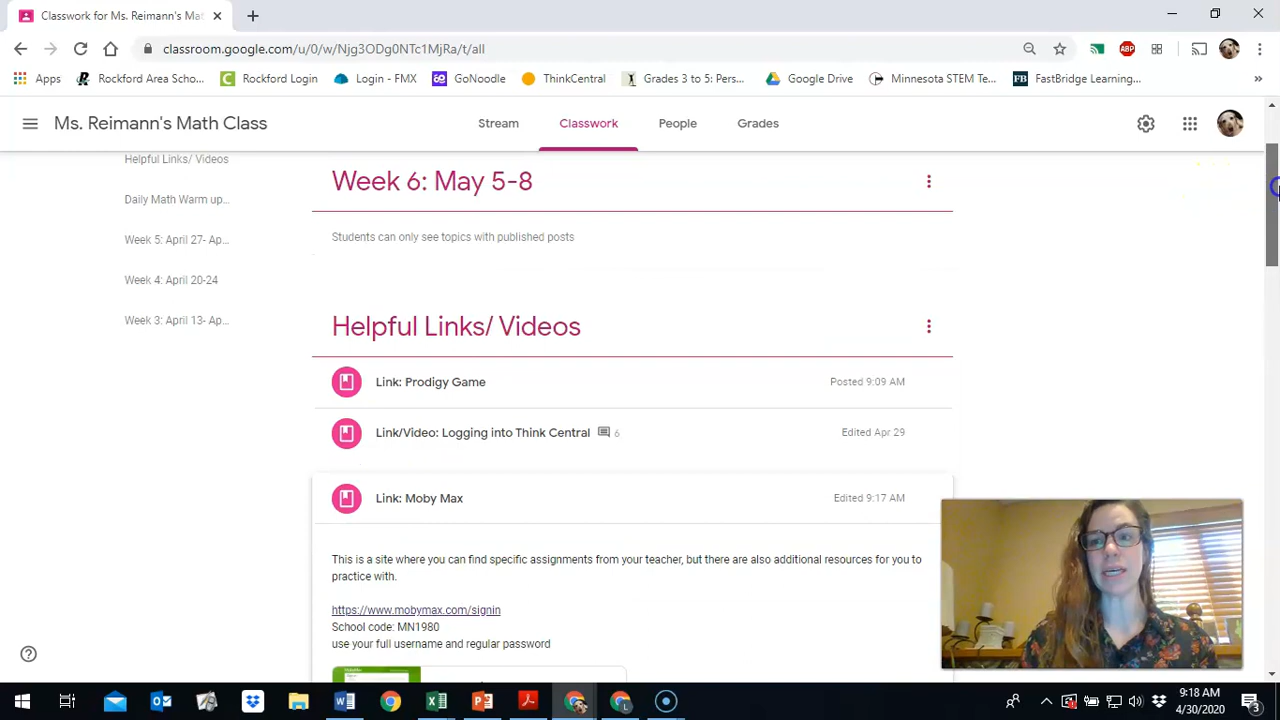 Classwork for Ms. Reimann's Mat
classroom.google.com/u/0/w/Njg3ODg0NTc1MjRa/t/all
ABP
Apps
Rockford Area Scho...
Rockford Login
Login - FMX
GoNoodle
ThinkCentral
Grades 3 to 5: Pers...
Google Drive
Minnesota STEM Te...
FB
FastBridge Learning...
Ms. Reimann's Math Class
Stream
Classwork
People
Grades
Helpful Links/ Videos
Daily Math Warm up...
Week 5: April 27- Ap...
Week 4: April 20-24
Week 3: April 13- Ap...
Week 6: May 5-8
Students can only see topics with published posts
Helpful Links/ Videos
Link: Prodigy Game
Posted 9:09 AM
Link/Video: Logging into Think Central
6
Edited Apr 29
Link: Moby Max
Edited 9:17 AM
This is a site where you can find specific assignments from your teacher, but there are also additional resources for you to
practice with.
https://www.mobymax.com/signin
School code: MN1980
use your full username and regular password
9:18 AM
4/30/2020
3